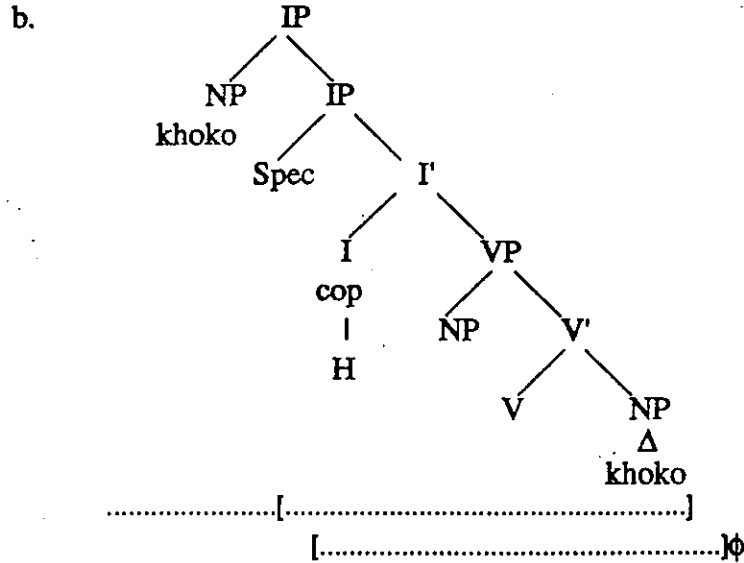 b.
IP
NP IP
khoko
Spec I'
I VP
cop
NP V'
H
V NP
Δ
khoko
....................[..................................................]
[..................................................]ϕ